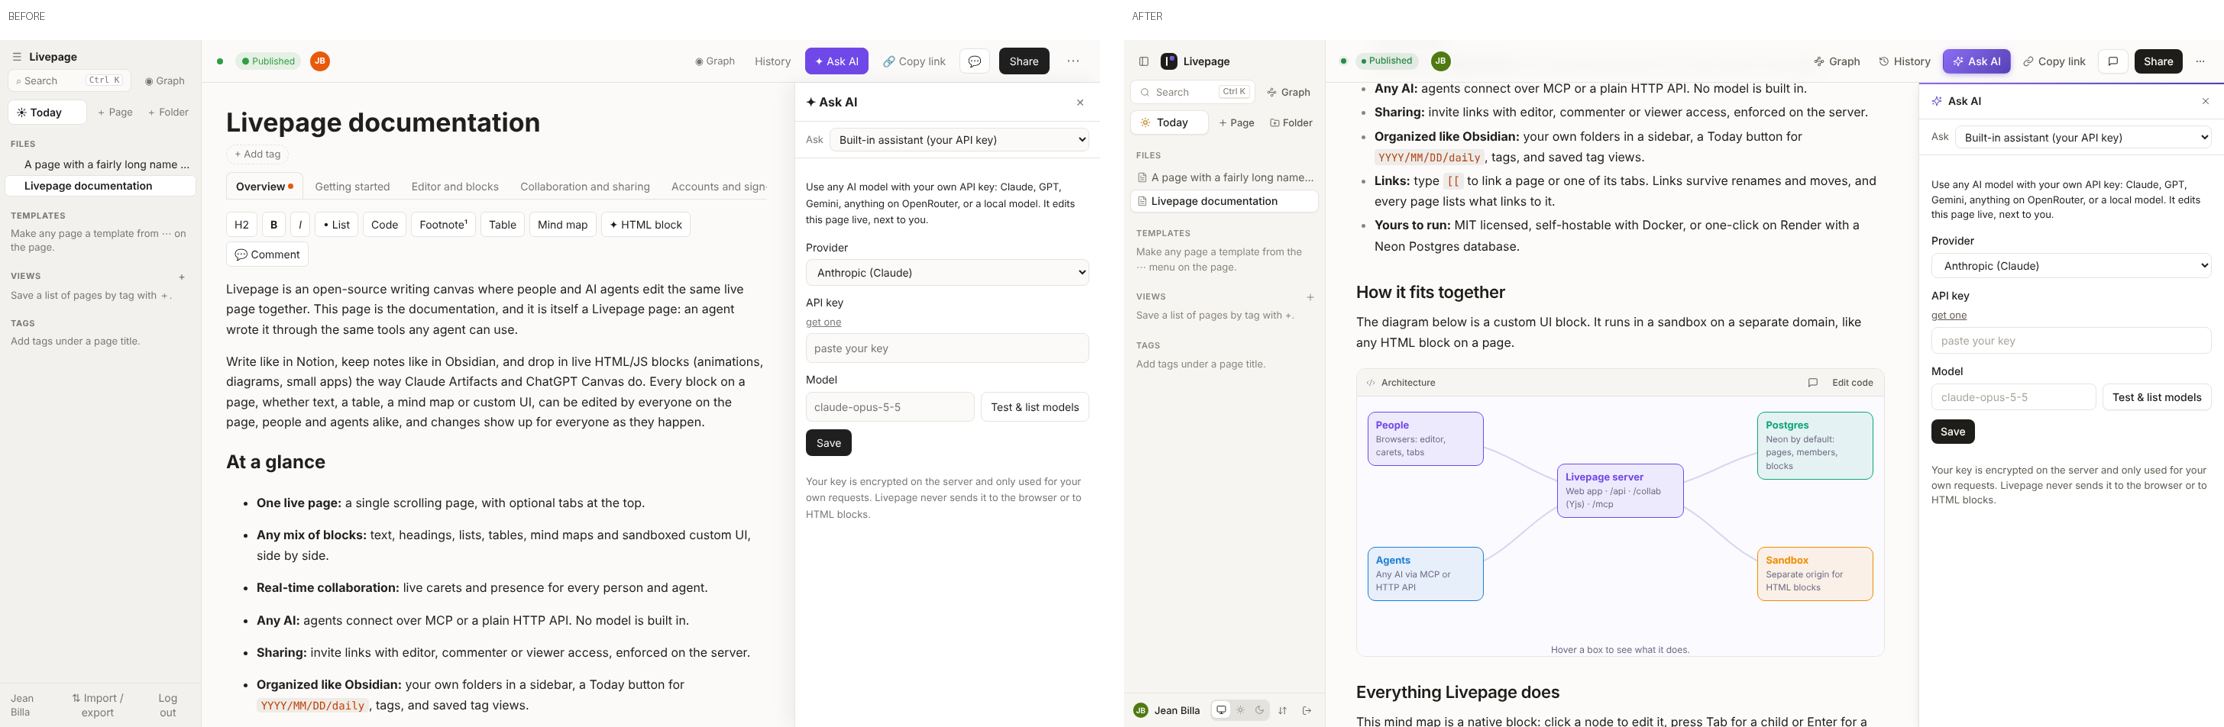 BEFORE
Livepage
Search
Ctrl K
Graph
Today
+ Page
+ Folder
FILES
A page with a fairly long name ...
Livepage documentation
TEMPLATES
Make any page a template from ··· on
the page.
VIEWS
+
Save a list of pages by tag with +.
TAGS
Add tags under a page title.
Jean
Billa
Import /
export
Log
out
Published
JB
Graph
History
Ask AI
Copy link
Share
···
Livepage documentation
+ Add tag
Overview
Getting started
Editor and blocks
Collaboration and sharing
Accounts and sign-
H2
B
I
• List
Code
Footnote¹
Table
Mind map
HTML block
Comment
Livepage is an open-source writing canvas where people and AI agents edit the same live
page together. This page is the documentation, and it is itself a Livepage page: an agent
wrote it through the same tools any agent can use.
Write like in Notion, keep notes like in Obsidian, and drop in live HTML/JS blocks (animations,
diagrams, small apps) the way Claude Artifacts and ChatGPT Canvas do. Every block on a
page, whether text, a table, a mind map or custom UI, can be edited by everyone on the
page, people and agents alike, and changes show up for everyone as they happen.
At a glance
• One live page: a single scrolling page, with optional tabs at the top.
• Any mix of blocks: text, headings, lists, tables, mind maps and sandboxed custom UI,
side by side.
• Real-time collaboration: live carets and presence for every person and agent.
• Any AI: agents connect over MCP or a plain HTTP API. No model is built in.
• Sharing: invite links with editor, commenter or viewer access, enforced on the server.
• Organized like Obsidian: your own folders in a sidebar, a Today button for
YYYY/MM/DD/daily, tags, and saved tag views.
Ask AI
×
Ask
Built-in assistant (your API key)
Use any AI model with your own API key: Claude, GPT,
Gemini, anything on OpenRouter, or a local model. It edits
this page live, next to you.
Provider
Anthropic (Claude)
API key
get one
paste your key
Model
claude-opus-5-5
Test & list models
Save
Your key is encrypted on the server and only used for your
own requests. Livepage never sends it to the browser or to
HTML blocks.
AFTER
Livepage
Search
Ctrl K
Graph
Today
+ Page
Folder
FILES
A page with a fairly long name...
Livepage documentation
TEMPLATES
Make any page a template from the
··· menu on the page.
VIEWS
+
Save a list of pages by tag with +.
TAGS
Add tags under a page title.
JB
Jean Billa
Published
JB
Graph
History
Ask AI
Copy link
Share
···
• Any AI: agents connect over MCP or a plain HTTP API. No model is built in.
• Sharing: invite links with editor, commenter or viewer access, enforced on the server.
• Organized like Obsidian: your own folders in a sidebar, a Today button for
YYYY/MM/DD/daily, tags, and saved tag views.
• Links: type [[ to link a page or one of its tabs. Links survive renames and moves, and
every page lists what links to it.
• Yours to run: MIT licensed, self-hostable with Docker, or one-click on Render with a
Neon Postgres database.
How it fits together
The diagram below is a custom UI block. It runs in a sandbox on a separate domain, like
any HTML block on a page.
Architecture
Edit code
People
Browsers: editor,
carets, tabs
Postgres
Neon by default:
pages, members,
blocks
Livepage server
Web app · /api · /collab
(Yjs) · /mcp
Agents
Any AI via MCP or
HTTP API
Sandbox
Separate origin for
HTML blocks
Hover a box to see what it does.
Everything Livepage does
This mind map is a native block: click a node to edit it, press Tab for a child or Enter for a
Ask AI
×
Ask
Built-in assistant (your API key)
Use any AI model with your own API key: Claude, GPT,
Gemini, anything on OpenRouter, or a local model. It edits
this page live, next to you.
Provider
Anthropic (Claude)
API key
get one
paste your key
Model
claude-opus-5-5
Test & list models
Save
Your key is encrypted on the server and only used for your
own requests. Livepage never sends it to the browser or to
HTML blocks.